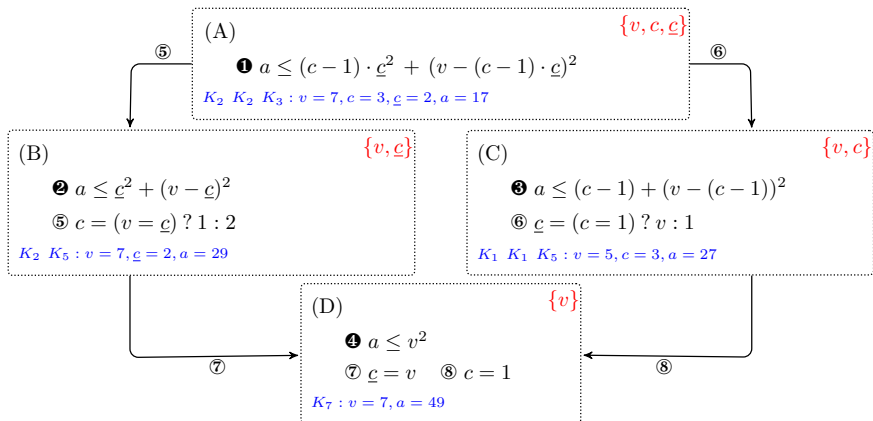 (A) {v, c, c̲}
❶ a ≤ (c − 1) · c̲² + (v − (c − 1) · c̲)²
K₂ K₂ K₃ : v = 7, c = 3, c̲ = 2, a = 17
⑤ ⑥
(B) {v, c̲}
❷ a ≤ c̲² + (v − c̲)²
⑤ c = (v = c̲) ? 1 : 2
K₂ K₅ : v = 7, c̲ = 2, a = 29
(C) {v, c}
❸ a ≤ (c − 1) + (v − (c − 1))²
⑥ c̲ = (c = 1) ? v : 1
K₁ K₁ K₅ : v = 5, c = 3, a = 27
(D) {v}
❹ a ≤ v²
⑦ c̲ = v ⑧ c = 1
K₇ : v = 7, a = 49
⑦ ⑧